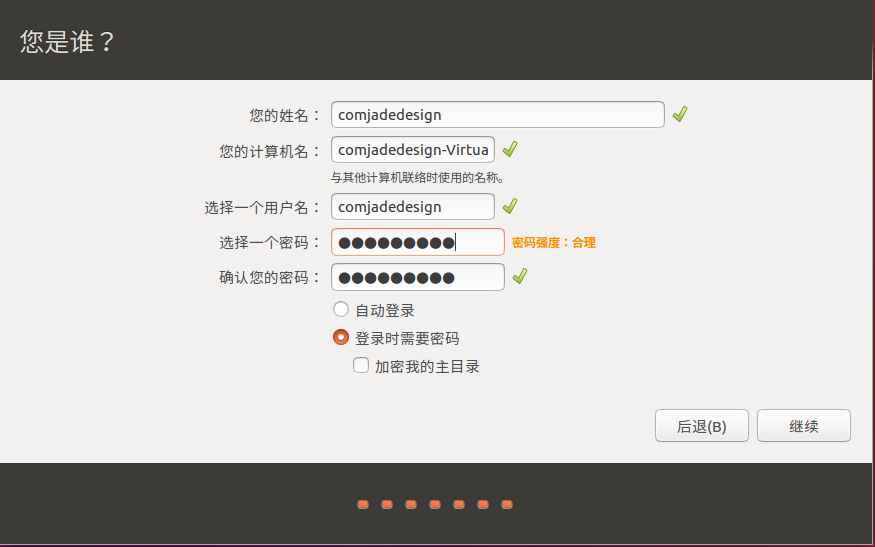 您是谁？
您的姓名： comjadedesign
您的计算机名： comjadedesign-Virtua
与其他计算机联络时使用的名称。
选择一个用户名： comjadedesign
选择一个密码： ●●●●●●●●● 密码强度：合理
确认您的密码： ●●●●●●●●●
自动登录
登录时需要密码
加密我的主目录
后退(B) 继续